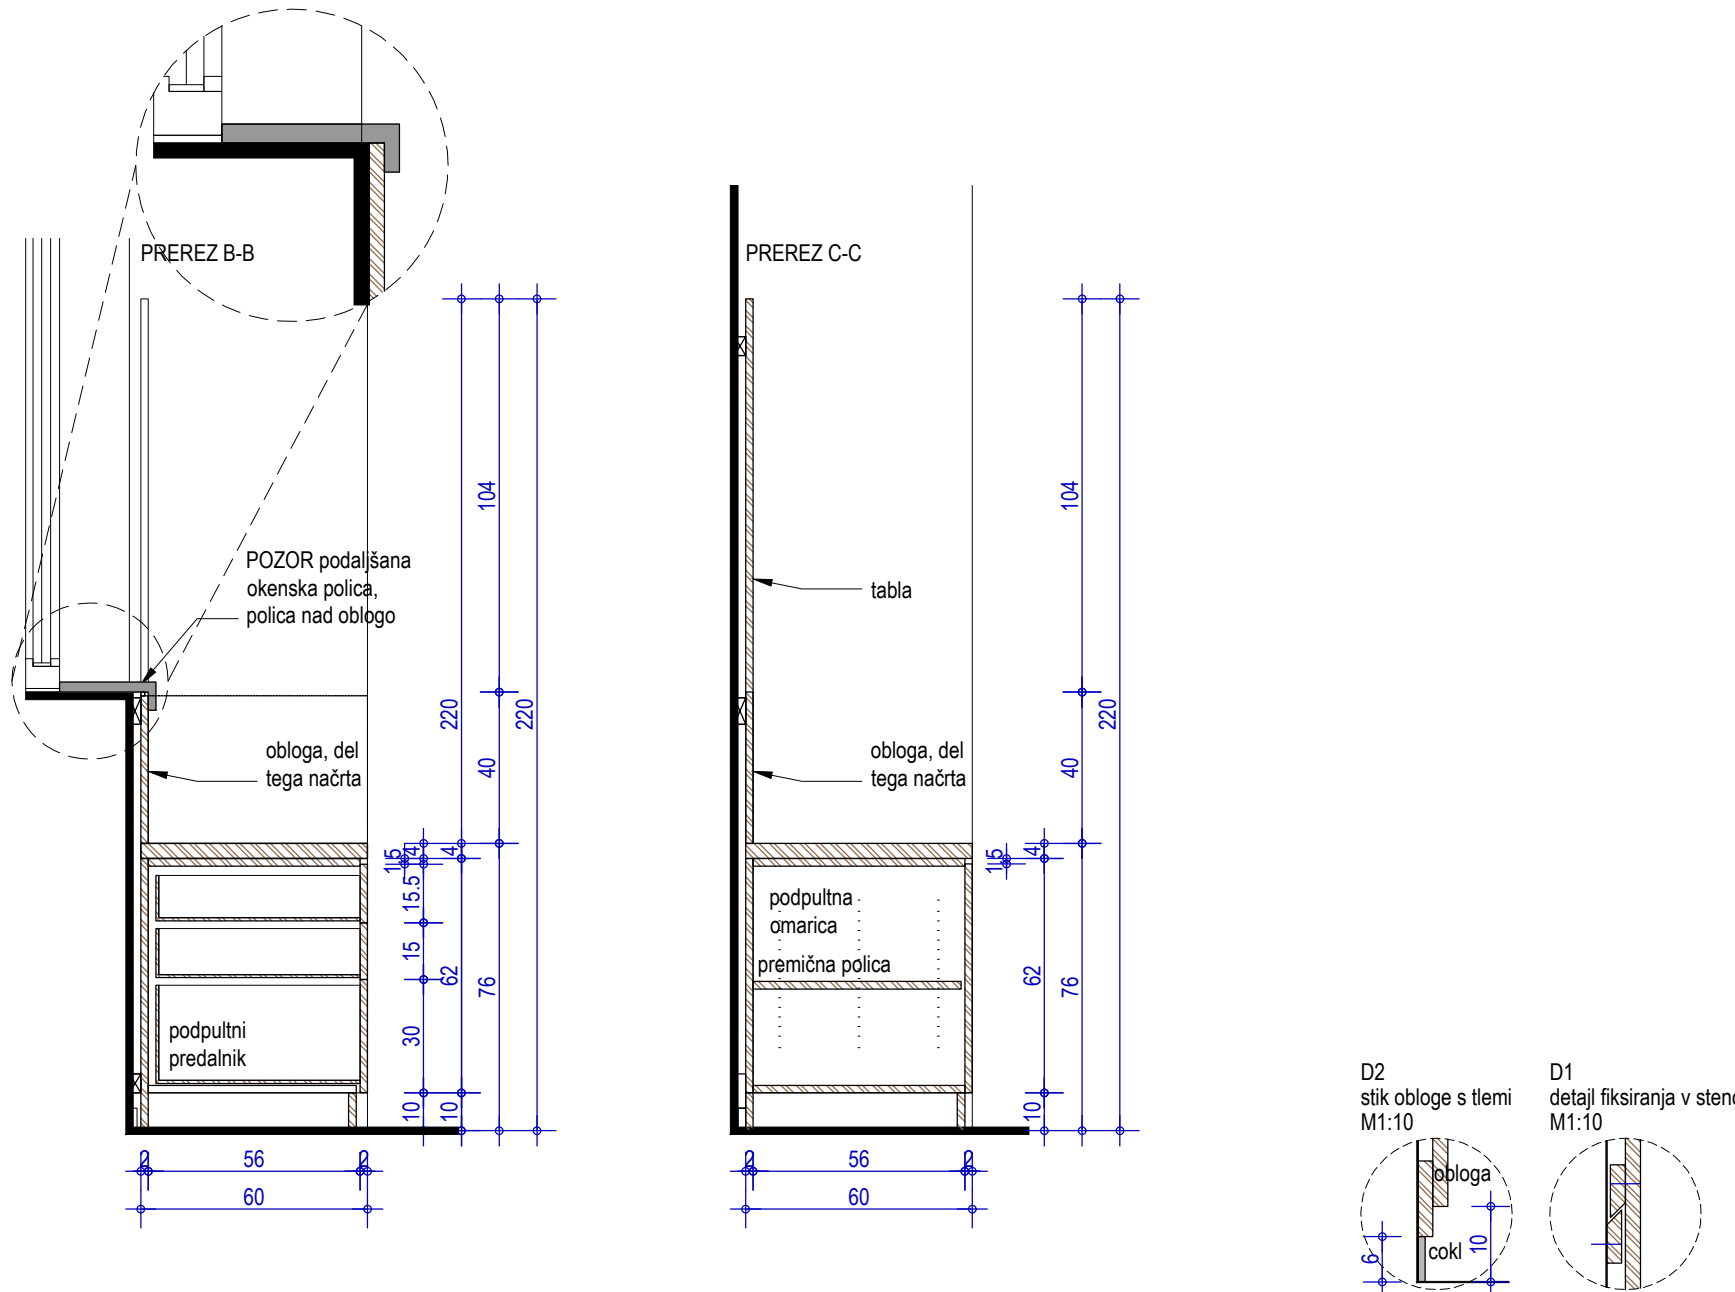 PREREZ B-B
POZOR podaljšana
okenska polica,
polica nad oblogo
obloga, del
tega načrta
podpultni
predalnik
104
40
76
220
220
4
4
1.5
15.5
15
30
62
10
10
2
56
2
60
PREREZ C-C
tabla
obloga, del
tega načrta
podpultna
omarica
premična polica
104
40
76
220
4
1.5
62
10
2
56
2
60
D2
stik obloge s tlemi
M1:10
obloga
cokl
6
10
D1
detajl fiksiranja v steno
M1:10